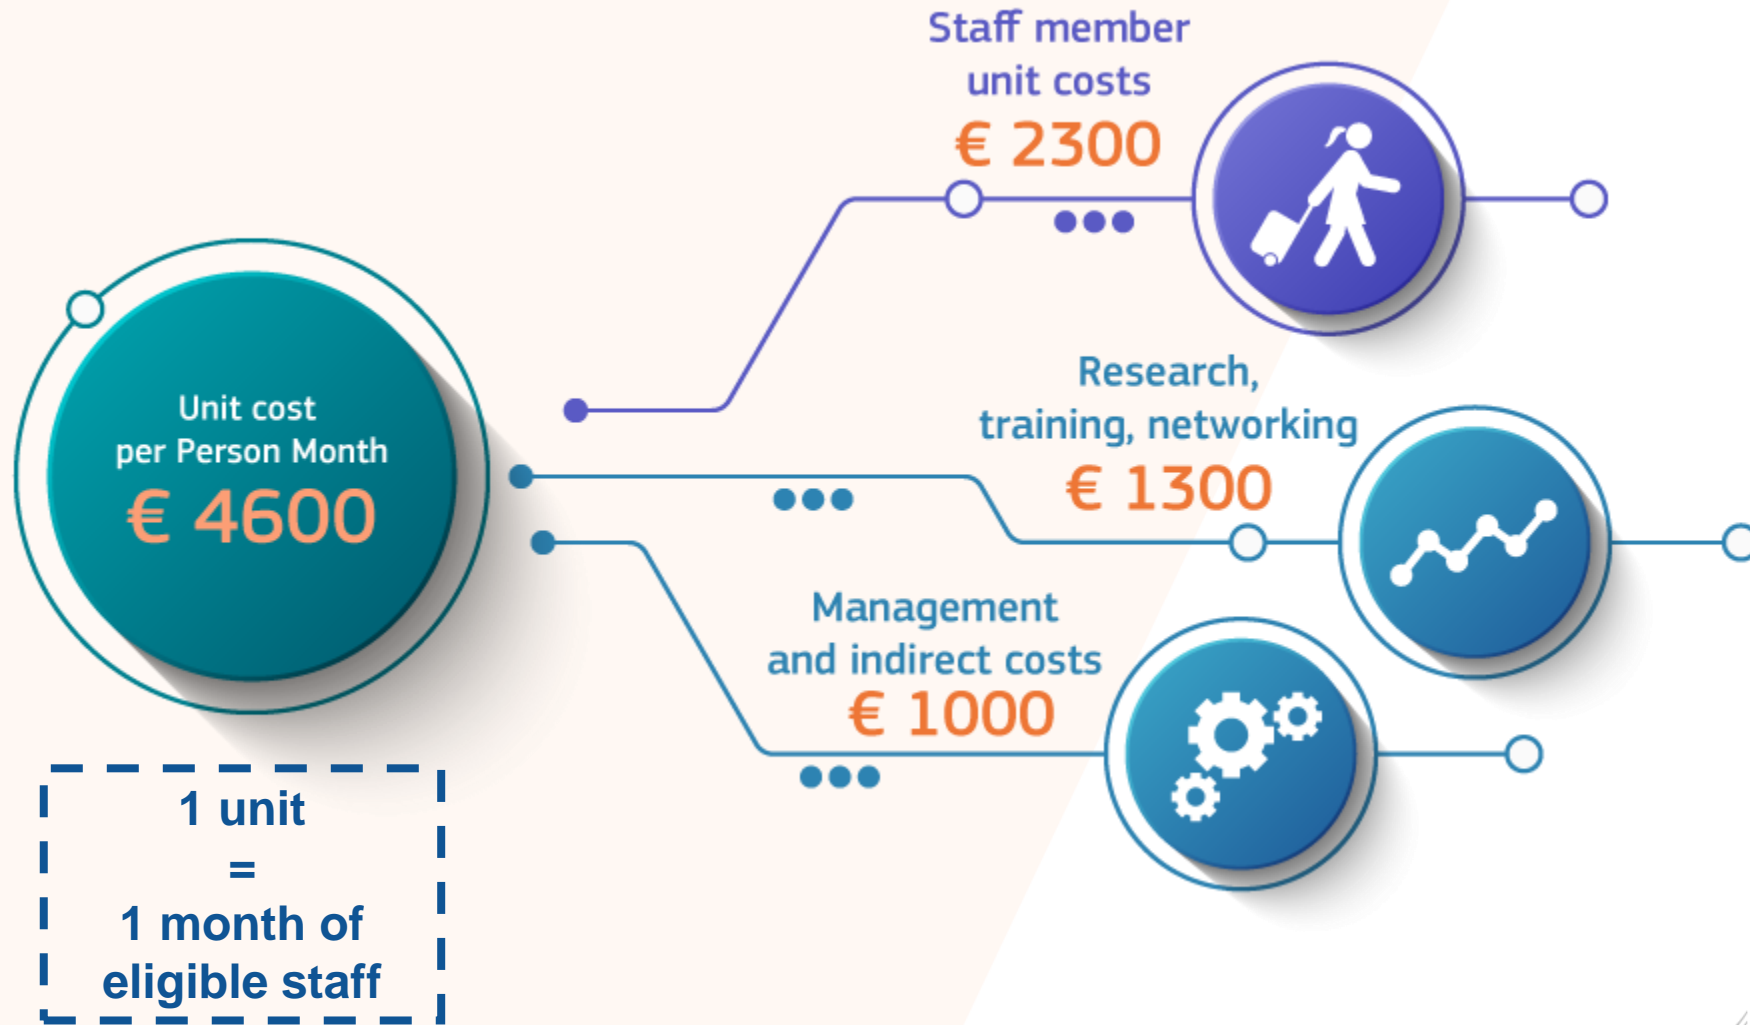 Staff member
unit costs
€ 2300
Unit cost
per Person Month
€ 4600
Research,
training, networking
€ 1300
Management
and indirect costs
€ 1000
1 unit
=
1 month of
eligible staff